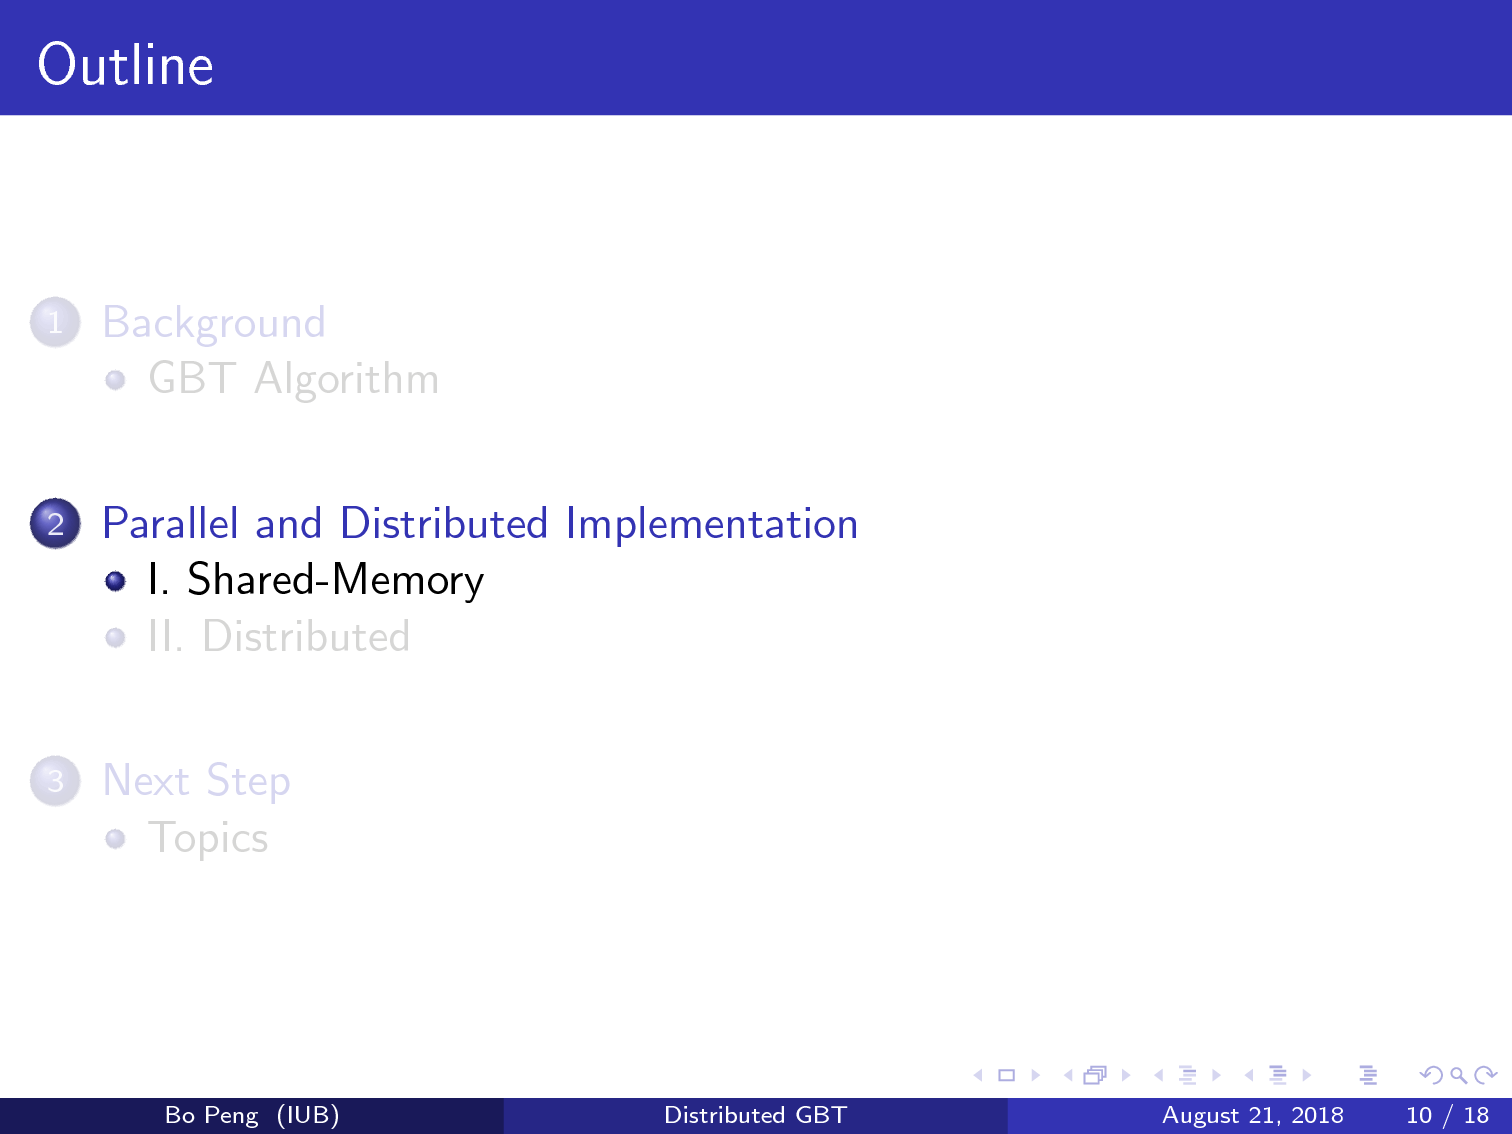 Outline
1 Background
GBT Algorithm
2 Parallel and Distributed Implementation
I. Shared-Memory
II. Distributed
3 Next Step
Topics
Bo Peng (IUB) Distributed GBT August 21, 2018 10 / 18